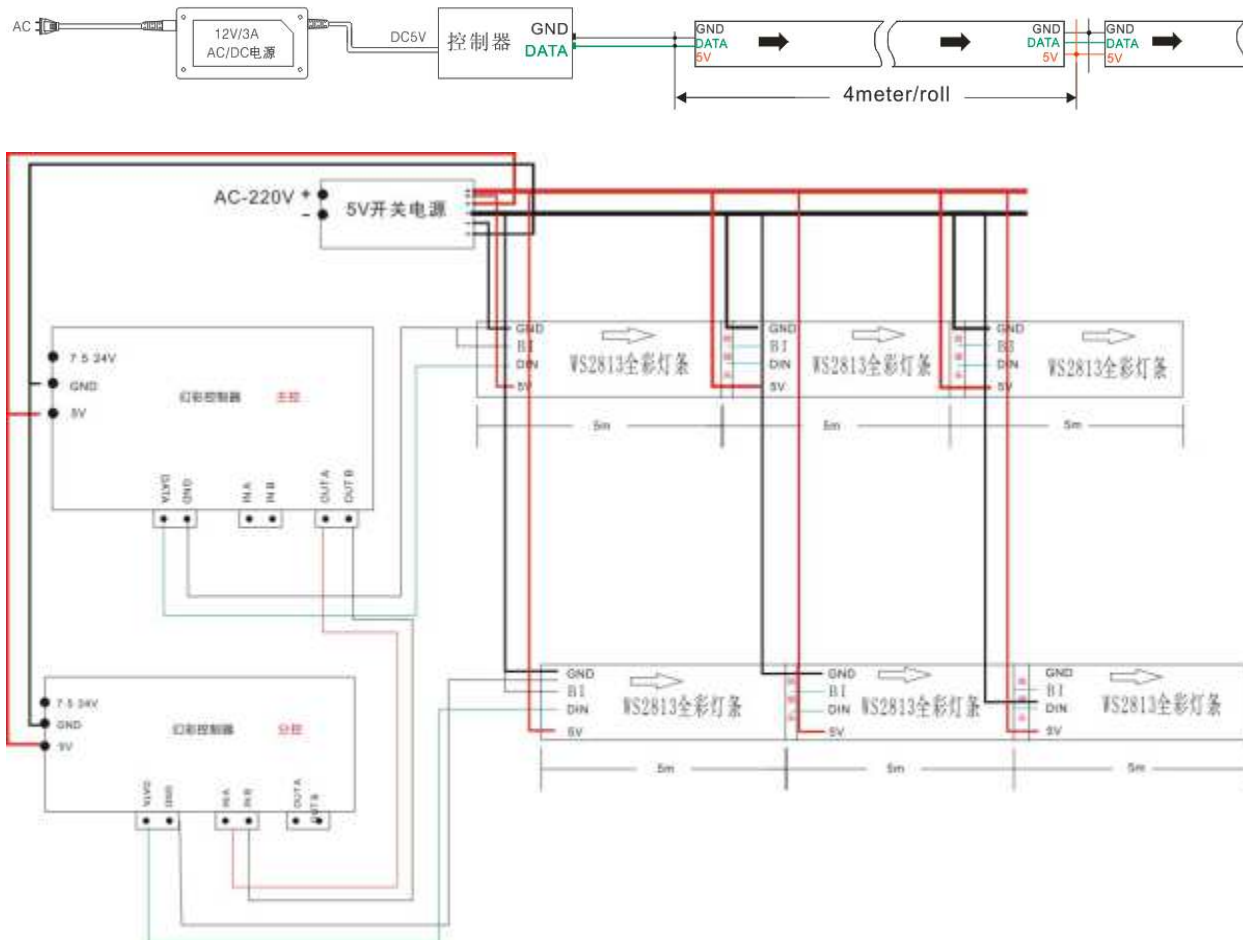 AC
12V/3A
AC/DC电源
DC5V
控制器
GND
DATA
GND
DATA
5V
GND
DATA
5V
GND
DATA
5V
4meter/roll
AC-220V +
-
5V开关电源
7 5 24V
GND
5V
幻彩控制器 主控
DATA
GND
IN A
IN B
OUT A
OUT B
GND
BI
DIN
5V
WS2813全彩灯条
GND
BI
DIN
5V
WS2813全彩灯条
GND
BI
DIN
5V
WS2813全彩灯条
5m
5m
5m
7 5 24V
GND
5V
幻彩控制器 分控
DATA
GND
IN A
IN B
OUT A
OUT B
GND
BI
DIN
5V
WS2813全彩灯条
GND
BI
DIN
5V
WS2813全彩灯条
GND
BI
DIN
5V
WS2813全彩灯条
5m
5m
5m